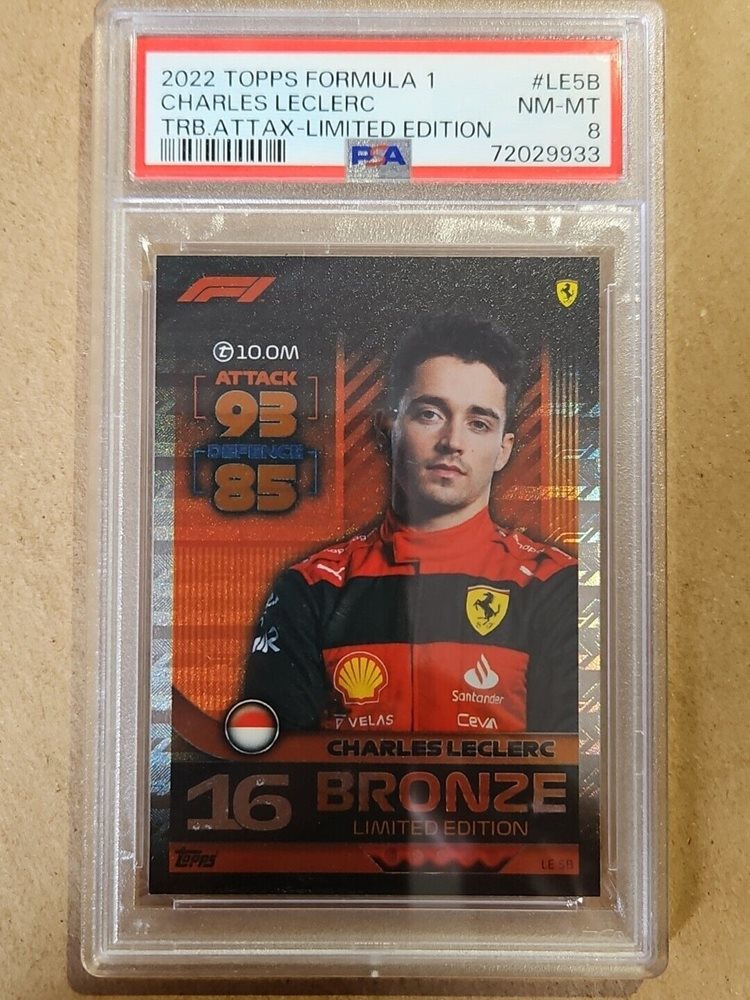 2022 TOPPS FORMULA 1 #LE5B
CHARLES LECLERC NM-MT
TRB.ATTAX-LIMITED EDITION 8
PSA 72029933
F1
10.0M
ATTACK
93
DEFENCE
85
Santander
VELAS CEVA
CHARLES LECLERC
16 BRONZE
LIMITED EDITION
Topps LE 5B